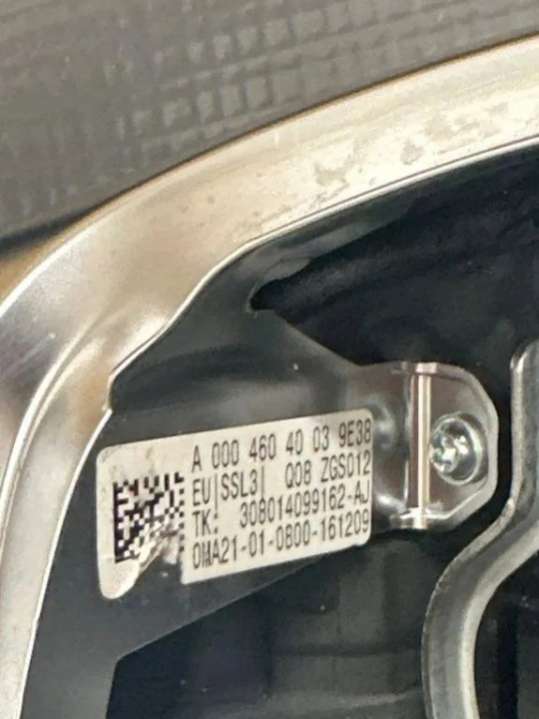 A 000 460 40 03 9E38
EU|SSL3| Q08 ZGS012
TK: 308014099162-AJ
OMA21-01-0800-161209